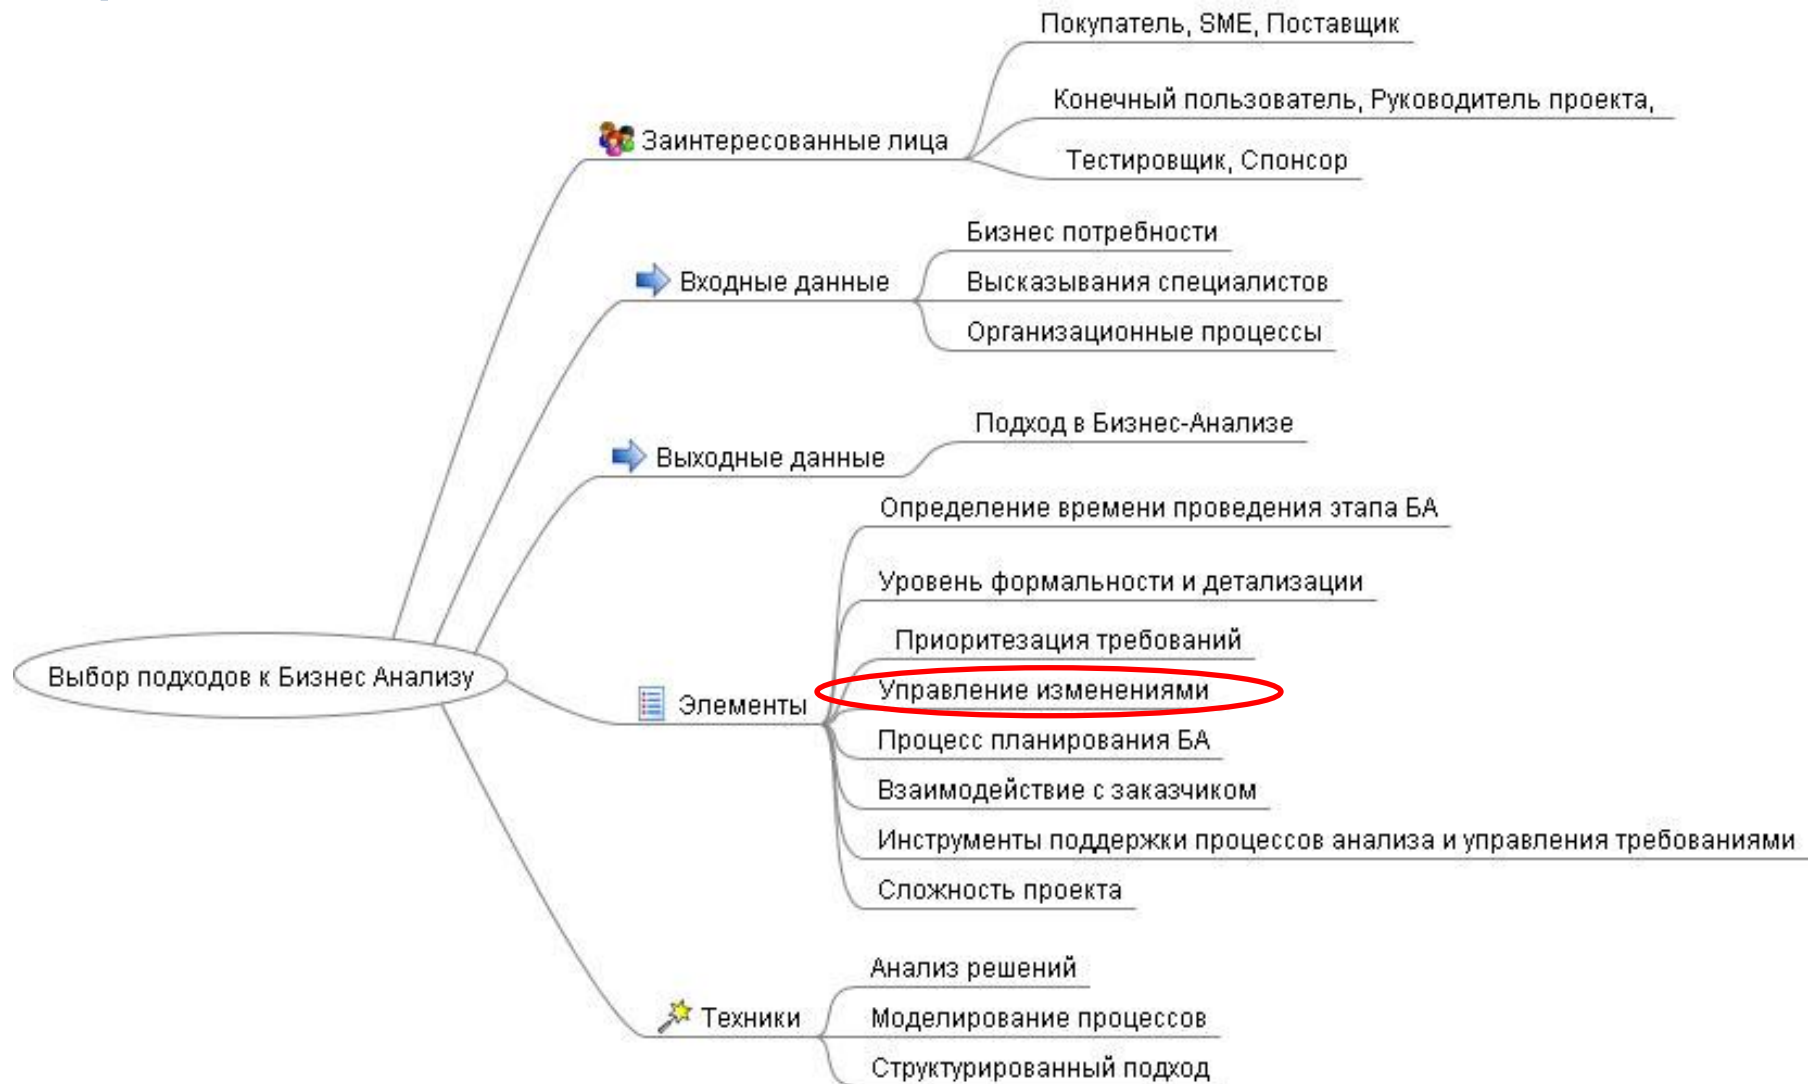 Покупатель, SME, Поставщик
Конечный пользователь, Руководитель проекта,
Заинтересованные лица
Тестировщик, Спонсор
Бизнес потребности
Входные данные
Высказывания специалистов
Организационные процессы
Подход в Бизнес-Анализе
Выходные данные
Определение времени проведения этапа БА
Уровень формальности и детализации
Приоритезация требований
Выбор подходов к Бизнес Анализу
Управление изменениями
Элементы
Процесс планирования БА
Взаимодействие с заказчиком
Инструменты поддержки процессов анализа и управления требованиями
Сложность проекта
Анализ решений
Техники
Моделирование процессов
Структурированный подход